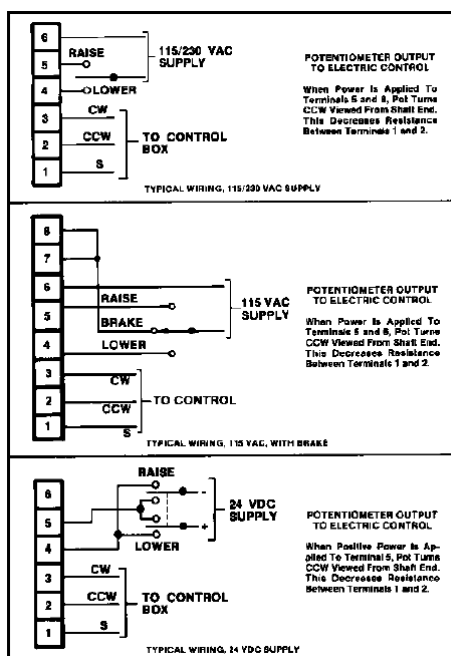 6
5
4
3
2
1
RAISE
LOWER
115/230 VAC
SUPPLY
CW
CCW
S
TO CONTROL
BOX
POTENTIOMETER OUTPUT
TO ELECTRIC CONTROL
When Power Is Applied To
Terminals 5 and 6, Pot Turns
CCW Viewed From Shaft End.
This Decreases Resistance
Between Terminals 1 and 2.
TYPICAL WIRING, 115/230 VAC SUPPLY
8
7
6
5
4
3
2
1
RAISE
BRAKE
LOWER
115 VAC
SUPPLY
CW
CCW
S
TO CONTROL
POTENTIOMETER OUTPUT
TO ELECTRIC CONTROL
When Power Is Applied To
Terminals 5 and 6, Pot Turns
CCW Viewed From Shaft End.
This Decreases Resistance
Between Terminals 1 and 2.
TYPICAL WIRING, 115 VAC, WITH BRAKE
6
5
4
3
2
1
RAISE
LOWER
-
+
24 VDC
SUPPLY
CW
CCW
S
TO CONTROL
BOX
POTENTIOMETER OUTPUT
TO ELECTRIC CONTROL
When Positive Power Is Ap-
plied To Terminal 5, Pot Turns
CCW Viewed From Shaft End.
This Decreases Resistance
Between Terminals 1 and 2.
TYPICAL WIRING, 24 VDC SUPPLY